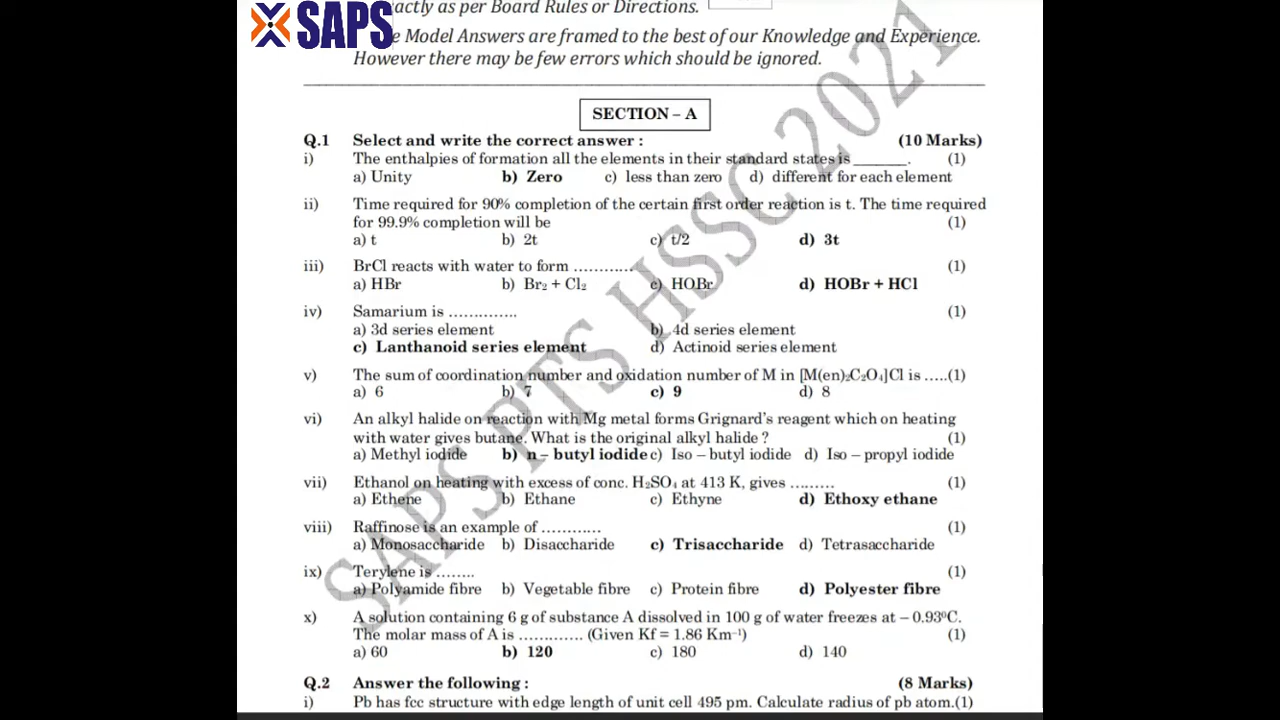 SAPS
actly as per Board Rules or Directions.
e Model Answers are framed to the best of our Knowledge and Experience.
However there may be few errors which should be ignored.
SECTION – A
Q.1 Select and write the correct answer : (10 Marks)
i) The enthalpies of formation all the elements in their standard states is _______. (1)
a) Unity b) Zero c) less than zero d) different for each element
ii) Time required for 90% completion of the certain first order reaction is t. The time required
for 99.9% completion will be (1)
a) t b) 2t c) t/2 d) 3t
iii) BrCl reacts with water to form ………… (1)
a) HBr b) Br₂ + Cl₂ c) HOBr d) HOBr + HCl
iv) Samarium is ………….. (1)
a) 3d series element b) 4d series element
c) Lanthanoid series element d) Actinoid series element
v) The sum of coordination number and oxidation number of M in [M(en)₂C₂O₄]Cl is …..(1)
a) 6 b) 7 c) 9 d) 8
vi) An alkyl halide on reaction with Mg metal forms Grignard's reagent which on heating
with water gives butane. What is the original alkyl halide ? (1)
a) Methyl iodide b) n – butyl iodide c) Iso – butyl iodide d) Iso – propyl iodide
vii) Ethanol on heating with excess of conc. H₂SO₄ at 413 K, gives ……… (1)
a) Ethene b) Ethane c) Ethyne d) Ethoxy ethane
viii) Raffinose is an example of ………… (1)
a) Monosaccharide b) Disaccharide c) Trisaccharide d) Tetrasaccharide
ix) Terylene is …….. (1)
a) Polyamide fibre b) Vegetable fibre c) Protein fibre d) Polyester fibre
x) A solution containing 6 g of substance A dissolved in 100 g of water freezes at – 0.93⁰C.
The molar mass of A is …………. (Given Kf = 1.86 Km⁻¹) (1)
a) 60 b) 120 c) 180 d) 140
Q.2 Answer the following : (8 Marks)
i) Pb has fcc structure with edge length of unit cell 495 pm. Calculate radius of pb atom.(1)
SAPS PTS HSSC 2021